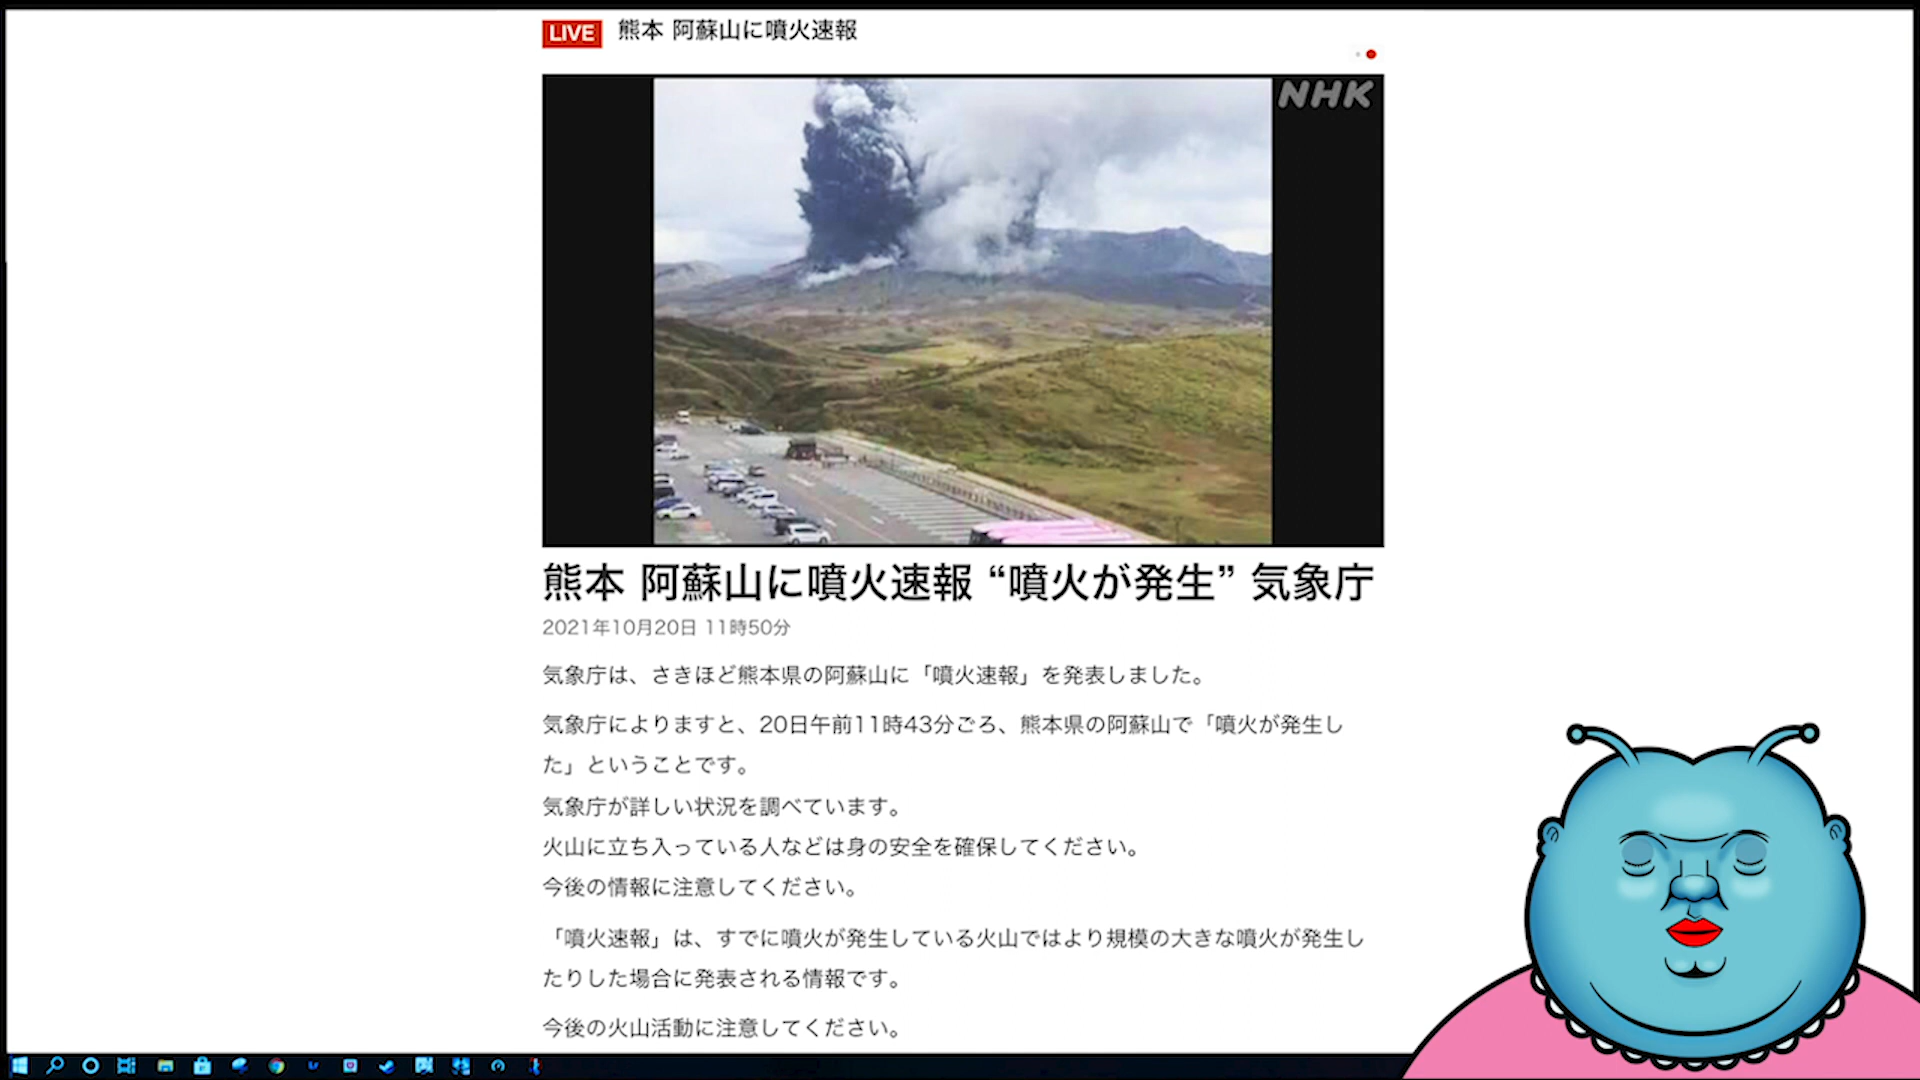 LIVE 熊本 阿蘇山に噴火速報
NHK
熊本 阿蘇山に噴火速報 “噴火が発生” 気象庁
2021年10月20日 11時50分
気象庁は、さきほど熊本県の阿蘇山に「噴火速報」を発表しました。
気象庁によりますと、20日午前11時43分ごろ、熊本県の阿蘇山で「噴火が発生し
た」ということです。
気象庁が詳しい状況を調べています。
火山に立ち入っている人などは身の安全を確保してください。
今後の情報に注意してください。
「噴火速報」は、すでに噴火が発生している火山ではより規模の大きな噴火が発生し
たりした場合に発表される情報です。
今後の火山活動に注意してください。